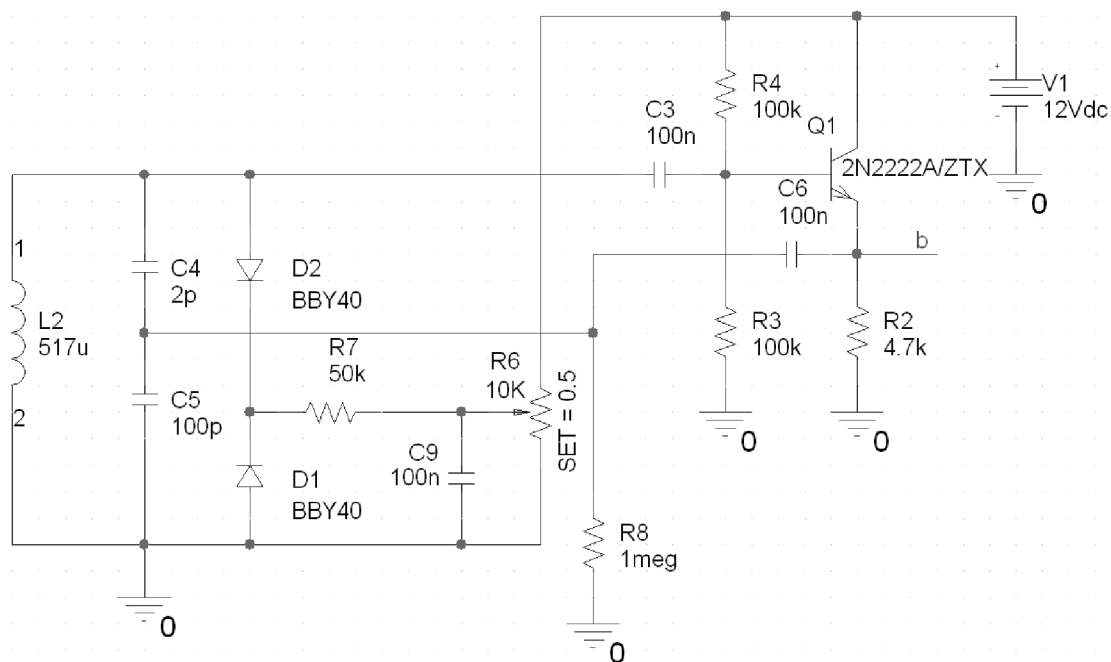 R4
100k
V1
12Vdc
C3
100n
Q1
2N2222A/ZTX
0
C6
100n
b
1
L2
517u
2
C4
2p
D2
BBY40
R7
50k
R6
10K
SET = 0.5
R3
100k
R2
4.7k
C5
100p
D1
BBY40
C9
100n
0
0
R8
1meg
0
0